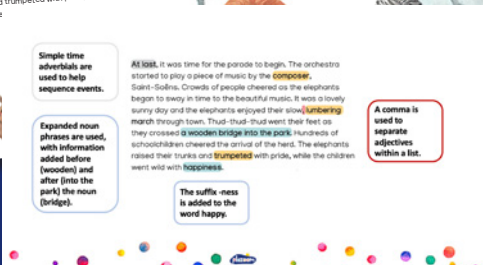 Simple time
adverbials are
used to help
sequence events.
Expanded noun
phrases are used,
with information
added before
(wooden) and
after (into the
park) the noun
(bridge).
At last, it was time for the parade to begin. The orchestra
started to play a piece of music by the composer,
Saint-Saëns. Crowds of people cheered as the elephants
began to sway in time to the beautiful music. It was a lovely
sunny day and the elephants enjoyed their slow, lumbering
march through town. Thud-thud-thud went their feet as
they crossed a wooden bridge into the park. Hundreds of
schoolchildren cheered the arrival of the herd. The elephants
raised their trunks and trumpeted with pride, while the children
went wild with happiness.
The suffix -ness
is added to the
word happy.
A comma is
used to
separate
adjectives
within a list.